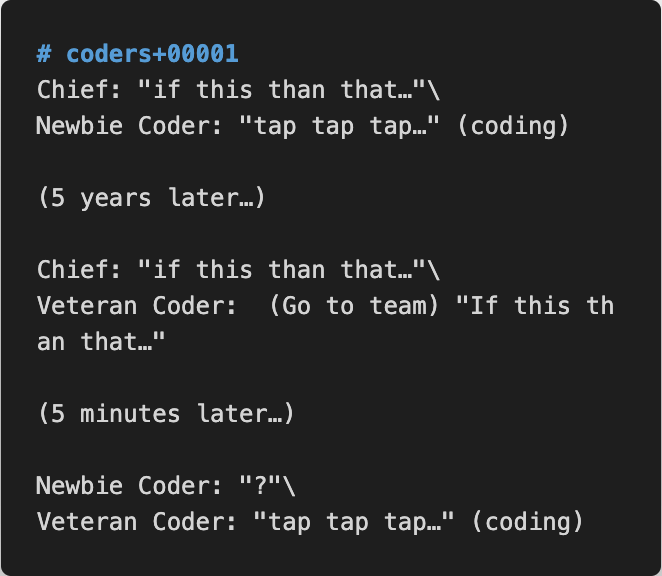 # coders+00001
Chief: "if this than that…"\
Newbie Coder: "tap tap tap…" (coding)
(5 years later…)
Chief: "if this than that…"\
Veteran Coder:  (Go to team) "If this th
an that…"
(5 minutes later…)
Newbie Coder: "?"\
Veteran Coder: "tap tap tap…" (coding)